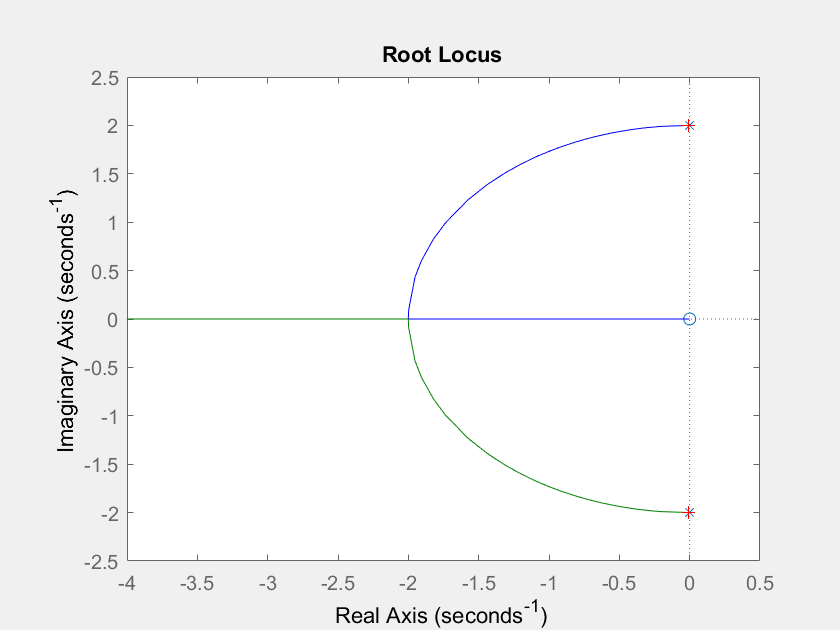 Root Locus
2.5
2
1.5
1
0.5
0
-0.5
-1
-1.5
-2
-2.5
Imaginary Axis (seconds⁻¹)
-4 -3.5 -3 -2.5 -2 -1.5 -1 -0.5 0 0.5
Real Axis (seconds⁻¹)